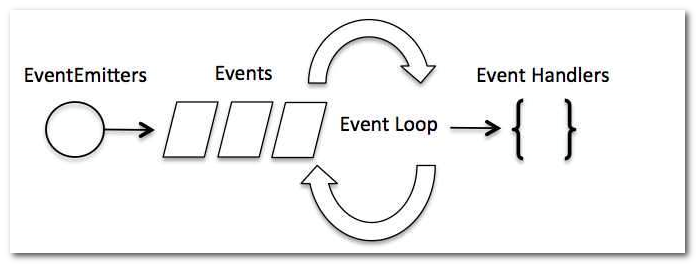 EventEmitters
Events
Event Loop
Event Handlers
{ }